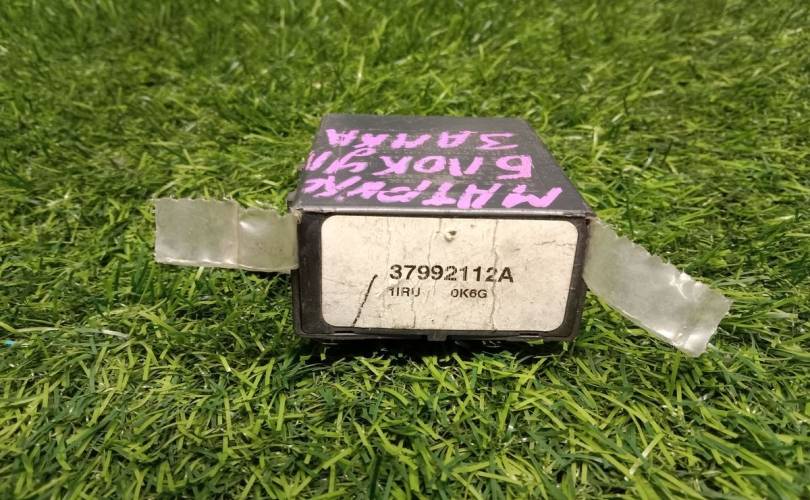 МАТРИКС
БЛОК УП
ЗАМКА
37992112A
1IRU 0K6G